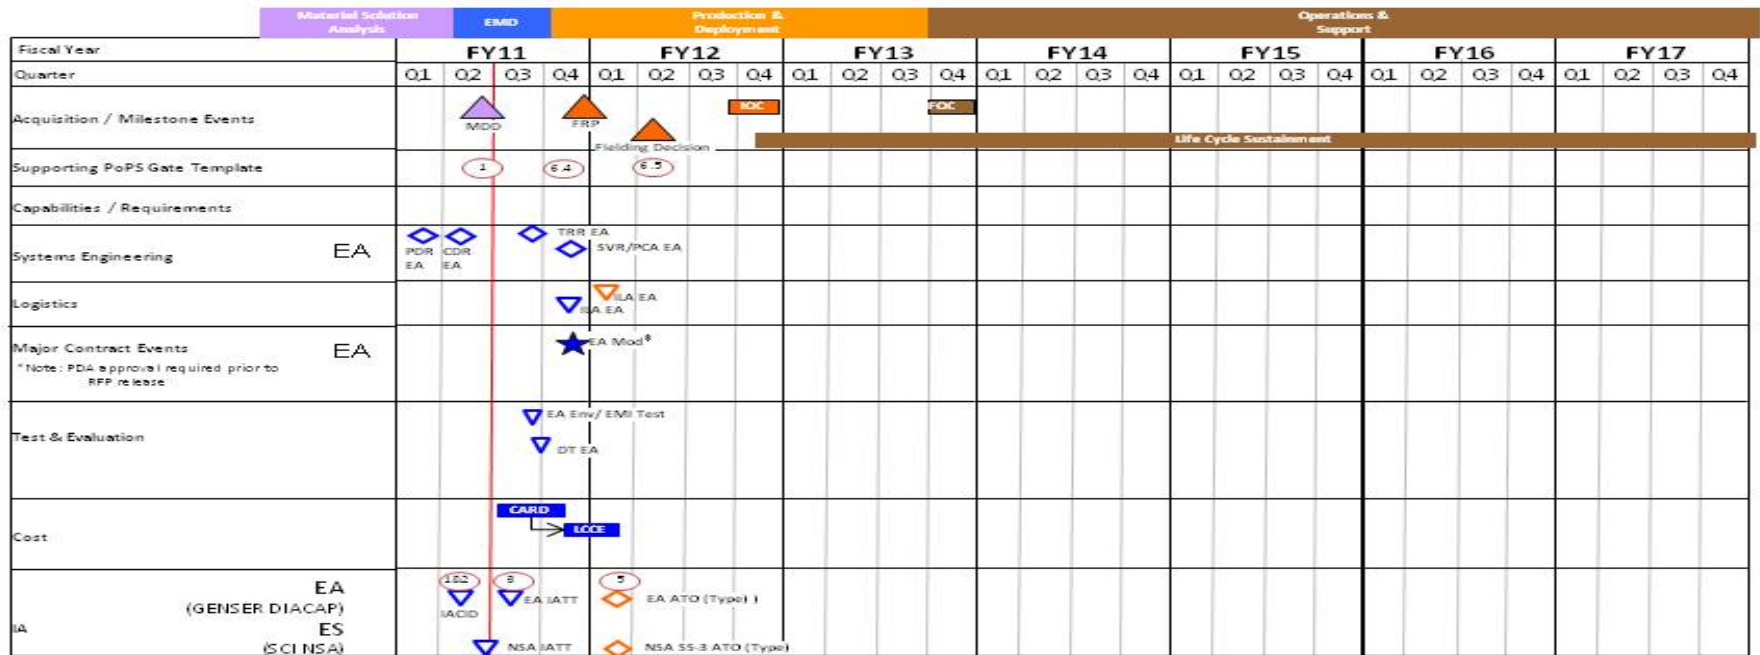 Materiel Solution
Analysis
EMD
Production &
Deployment
Operations &
Support
Fiscal Year
FY11 FY12 FY13 FY14 FY15 FY16 FY17
Quarter
Q1 Q2 Q3 Q4 Q1 Q2 Q3 Q4 Q1 Q2 Q3 Q4 Q1 Q2 Q3 Q4 Q1 Q2 Q3 Q4 Q1 Q2 Q3 Q4 Q1 Q2 Q3 Q4
Acquisition / Milestone Events
MDD
FRP
IOC
FOC
Fielding Decision
Life Cycle Sustainment
Supporting PoPS Gate Template
1
6.4
6.5
Capabilities / Requirements
Systems Engineering
EA
PDR
EA
CDR
EA
TRR EA
SVR/PCA EA
Logistics
ILA EA
ILA EA
Major Contract Events
EA
EA Mod*
*Note: PDA approval required prior to
RFP release
Test & Evaluation
EA Env/ EMI Test
DT EA
Cost
CARD
LCCE
IA
EA
(GENSER DIACAP)
1&2
3
5
IACID
EA IATT
EA ATO (Type) )
ES
(SCI NSA)
NSA IATT
NSA SS-3 ATO (Type)